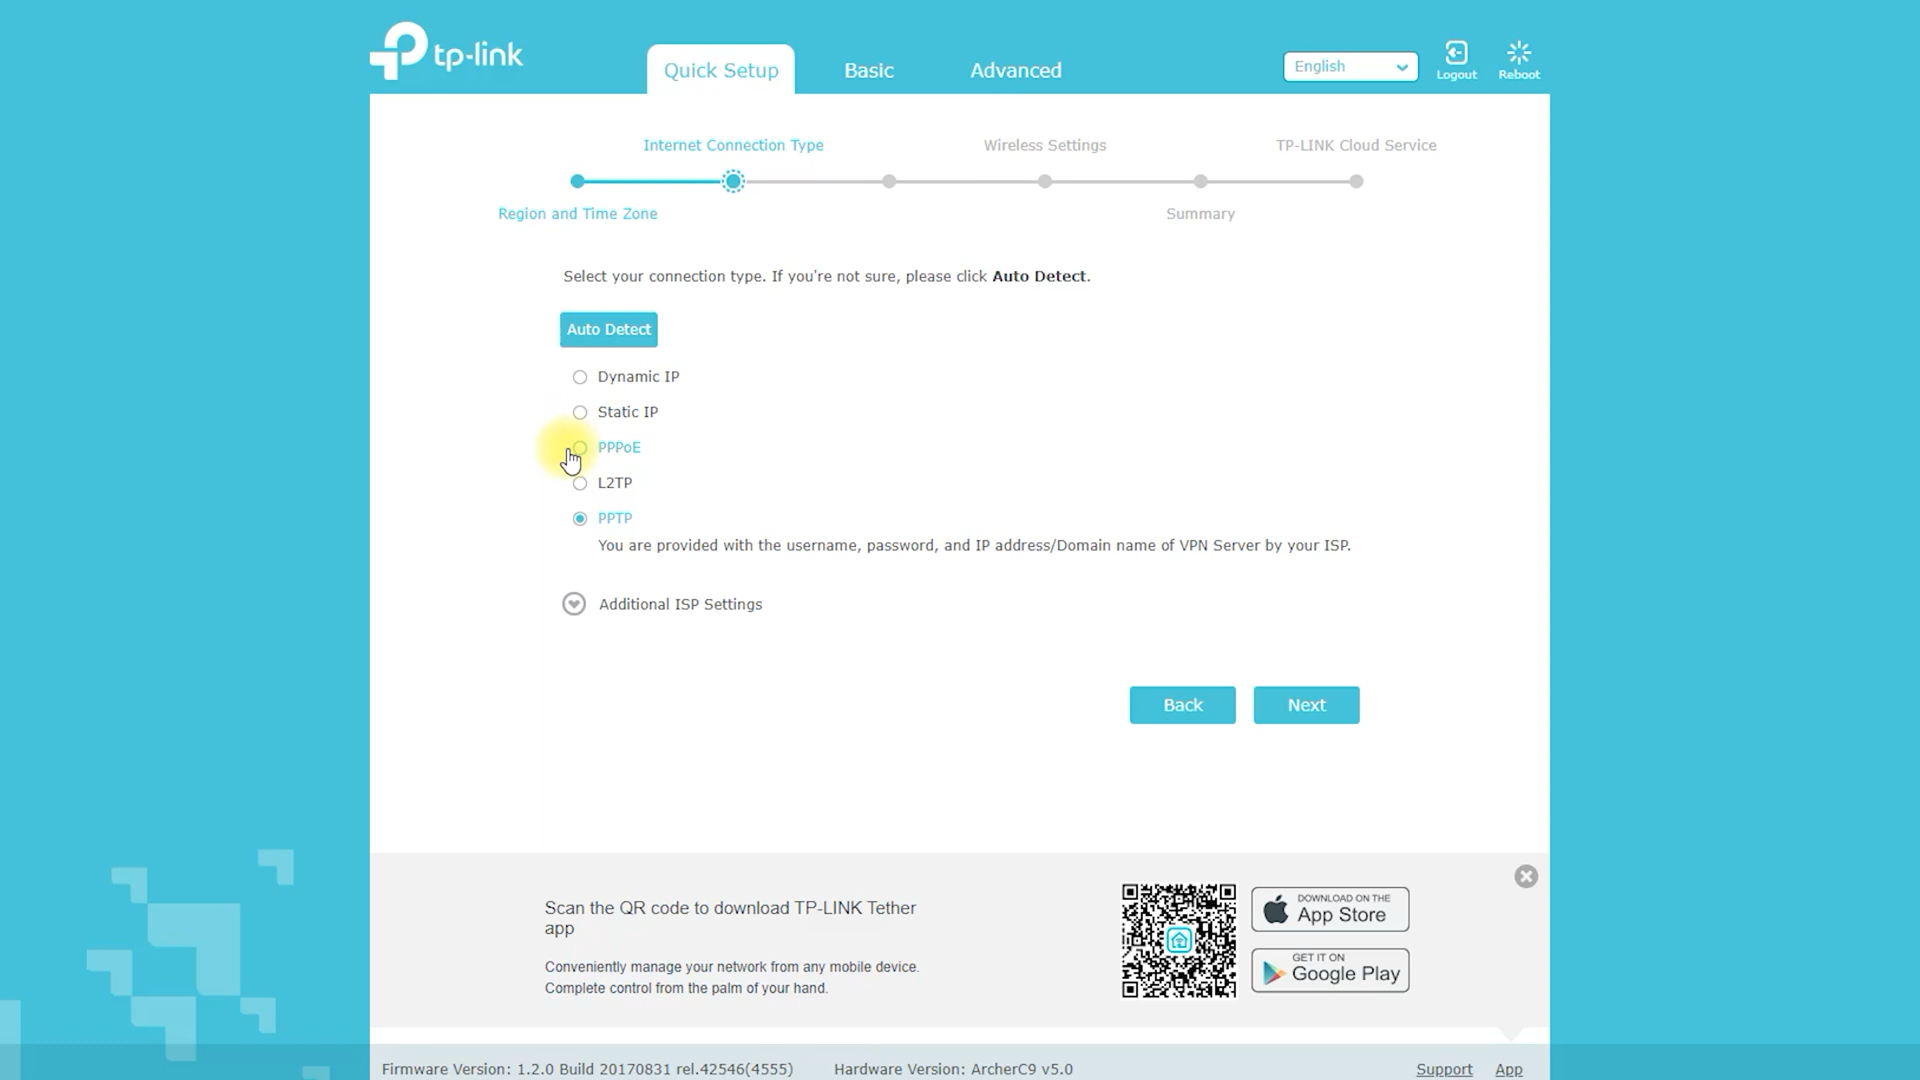 tp-link
Quick Setup
Basic
Advanced
English
Logout
Reboot
Internet Connection Type
Wireless Settings
TP-LINK Cloud Service
Region and Time Zone
Summary
Select your connection type. If you're not sure, please click Auto Detect.
Auto Detect
Dynamic IP
Static IP
PPPoE
L2TP
PPTP
You are provided with the username, password, and IP address/Domain name of VPN Server by your ISP.
Additional ISP Settings
Back
Next
Scan the QR code to download TP-LINK Tether
app
Conveniently manage your network from any mobile device.
Complete control from the palm of your hand.
DOWNLOAD ON THE
App Store
GET IT ON
Google Play
Firmware Version: 1.2.0 Build 20170831 rel.42546(4555)
Hardware Version: ArcherC9 v5.0
Support
App